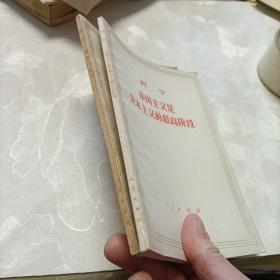 列宁
帝国主义是
资本主义的最高阶段
人民出版社